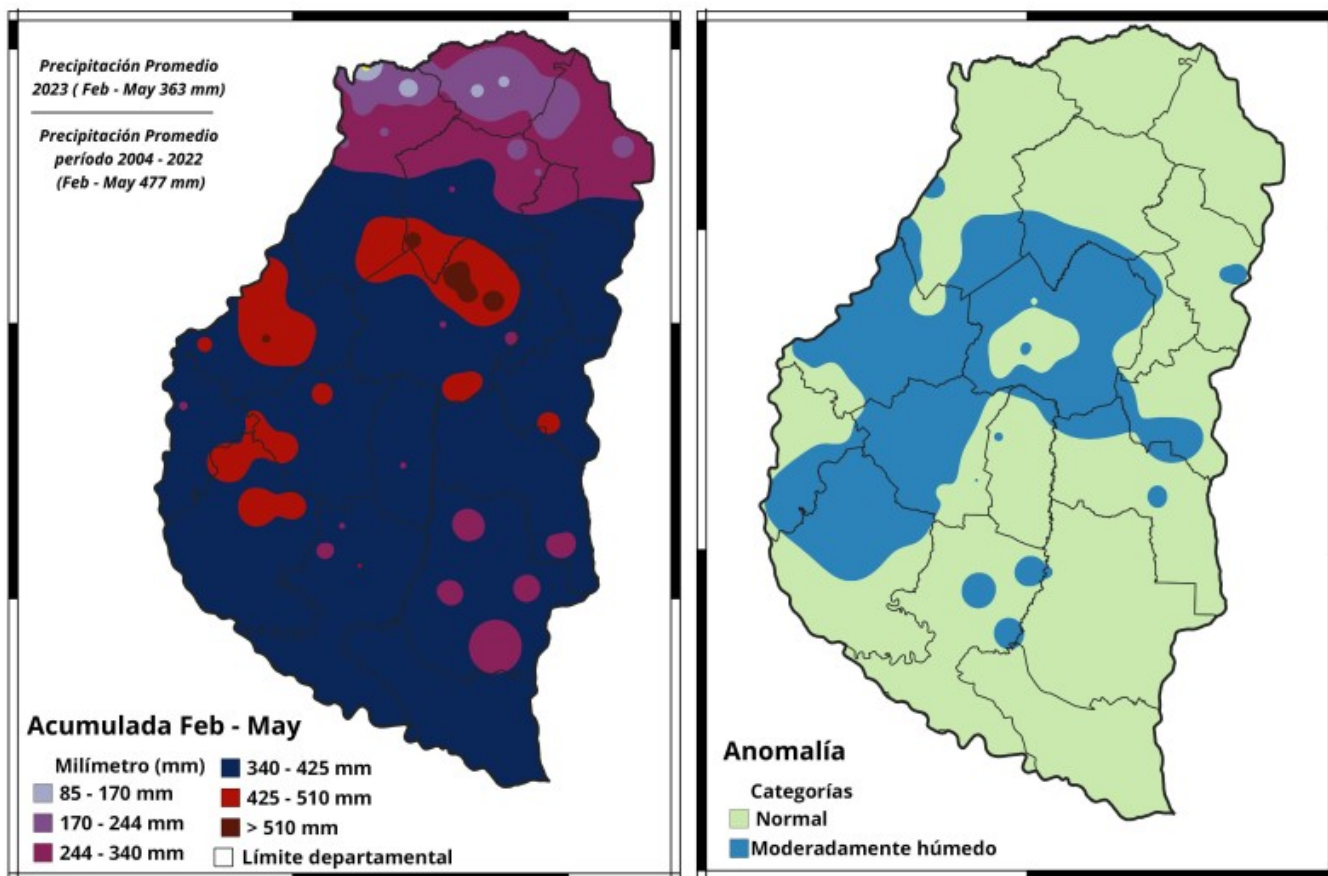 Precipitación Promedio
2023 ( Feb - May 363 mm)
Precipitación Promedio
período 2004 - 2022
(Feb - May 477 mm)
Acumulada Feb - May
Milímetro (mm)
85 - 170 mm
170 - 244 mm
244 - 340 mm
340 - 425 mm
425 - 510 mm
> 510 mm
Límite departamental
Anomalía
Categorías
Normal
Moderadamente húmedo